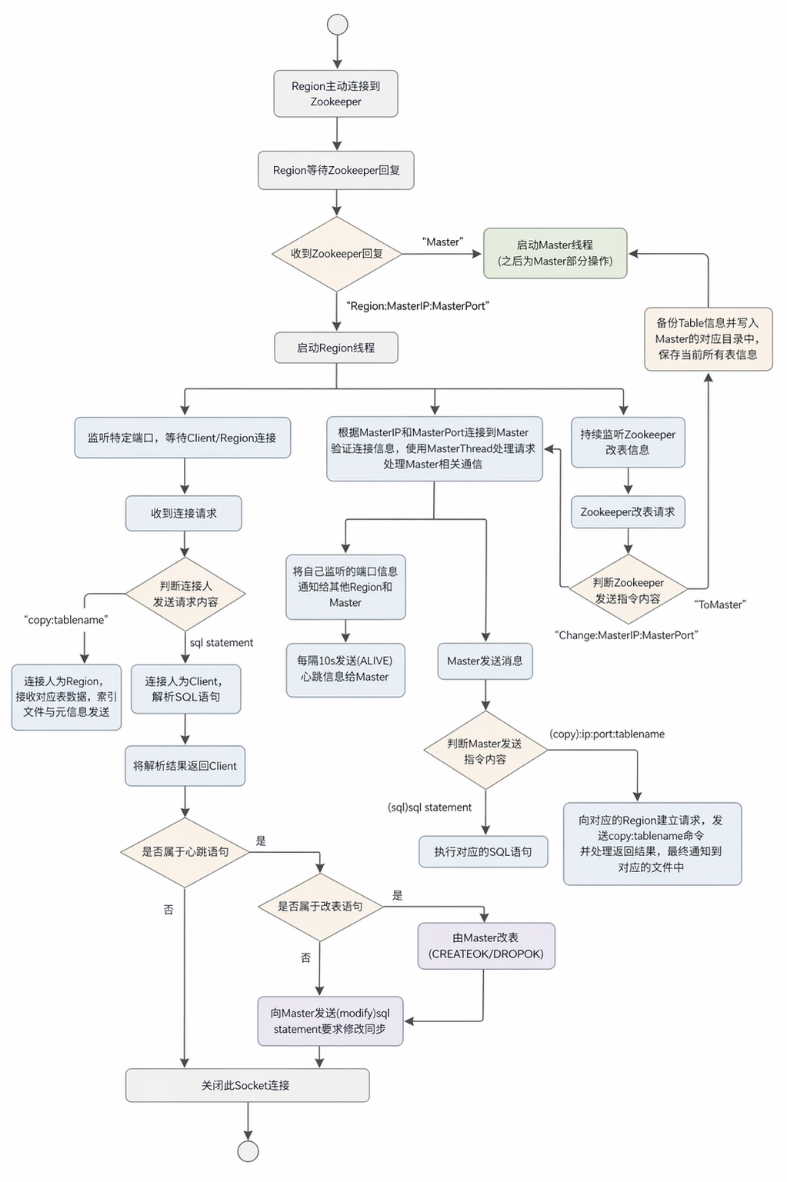 Region主动连接到
Zookeeper
Region等待Zookeeper回复
收到Zookeeper回复
"Master"
启动Master线程
(之后为Master部分操作)
"Region:MasterIP:MasterPort"
备份Table信息并写入
Master的对应目录中，
保存当前所有表信息
启动Region线程
监听特定端口，等待Client/Region连接
根据MasterIP和MasterPort连接到Master
验证连接信息，使用MasterThread处理请求
处理Master相关通信
持续监听Zookeeper
改表信息
收到连接请求
Zookeeper改表请求
判断连接人
发送请求内容
将自己监听的端口信息
通知给其他Region和
Master
判断Zookeeper
发送指令内容
"ToMaster"
"copy:tablename"
"Change:MasterIP:MasterPort"
sql statement
连接人为Region，
接收对应表数据，索引
文件与元信息发送
连接人为Client，
解析SQL语句
每隔10s发送(ALIVE)
心跳信息给Master
Master发送消息
将解析结果返回Client
判断Master发送
指令内容
(copy):ip:port:tablename
(sql)sql statement
向对应的Region建立请求，发
送copy:tablename命令
并处理返回结果，最终通知到
对应的文件中
执行对应的SQL语句
是否属于心跳语句
是
否
是否属于改表语句
是
否
由Master改表
(CREATEOK/DROPOK)
向Master发送(modify)sql
statement要求修改同步
关闭此Socket连接